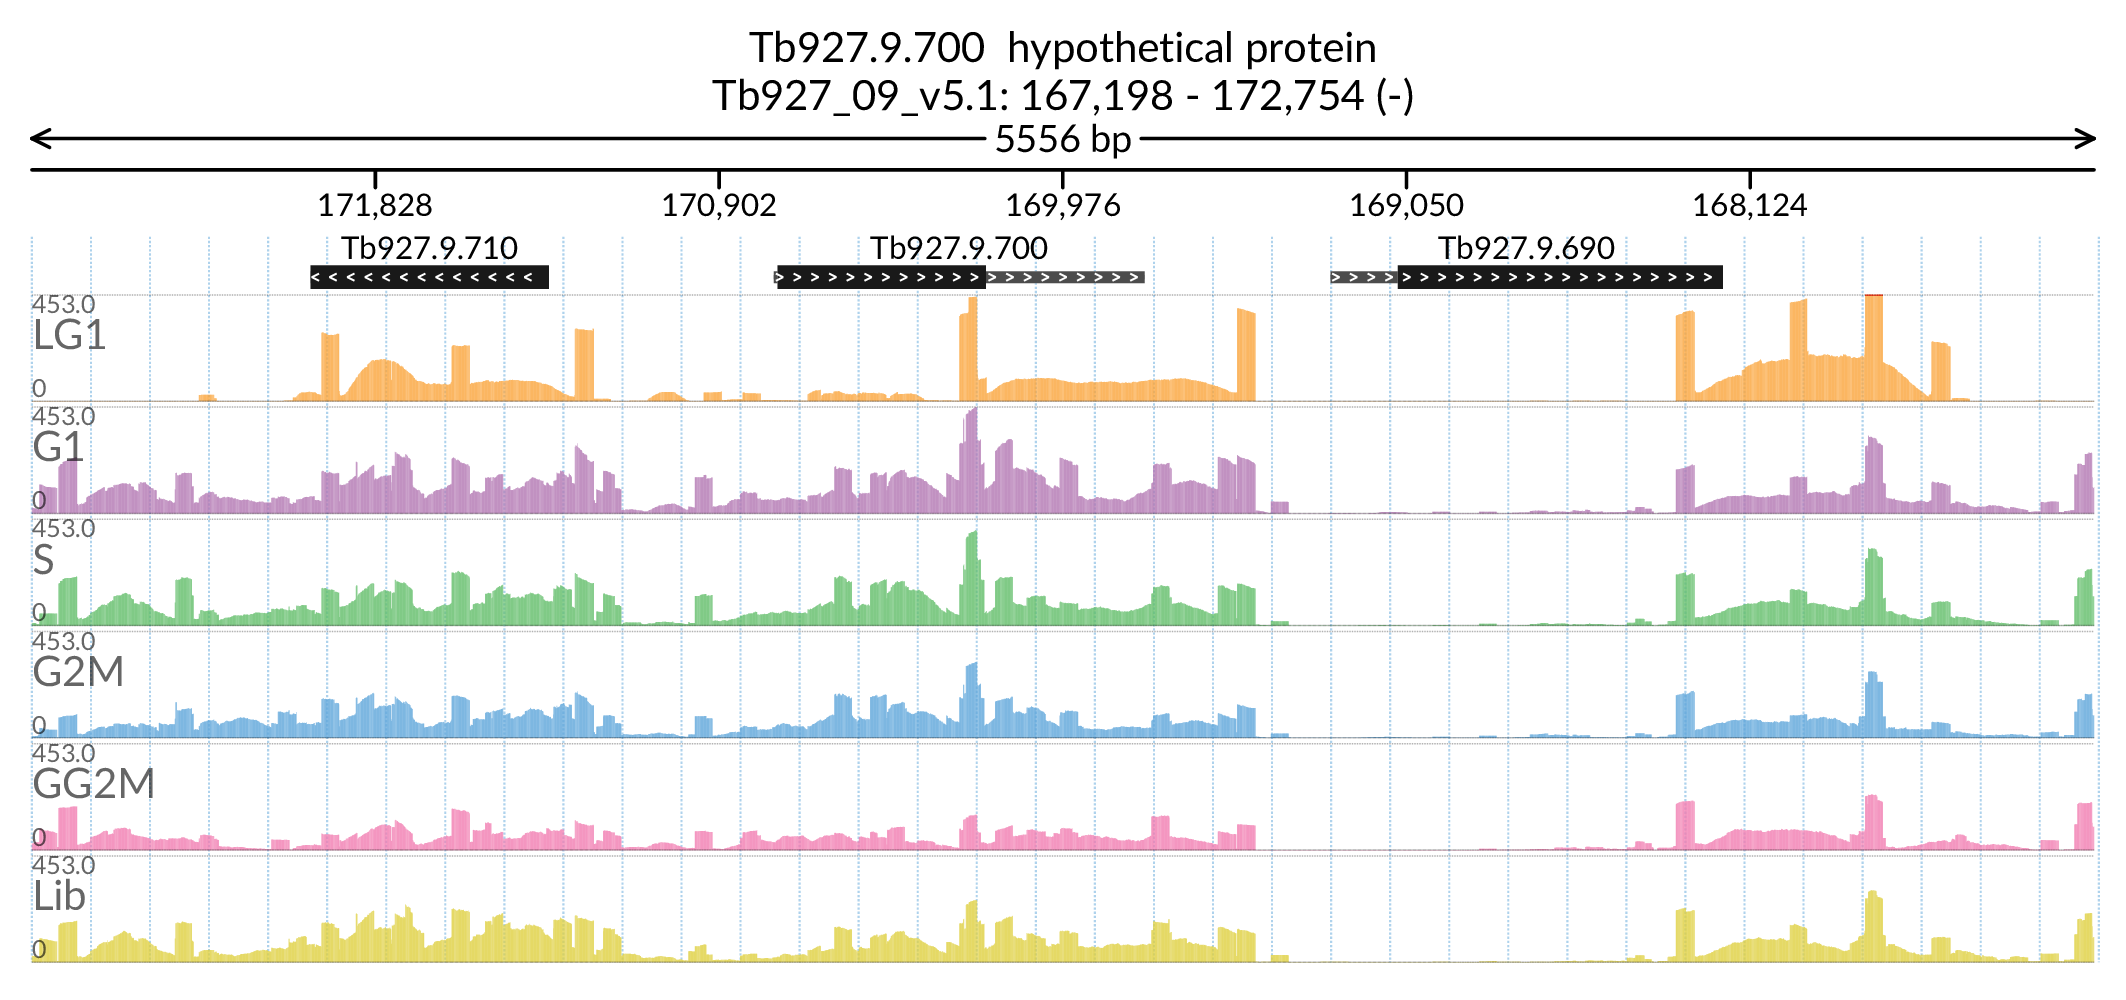 Tb927.9.700 hypothetical protein
Tb927_09_v5.1: 167,198 - 172,754 (-)
5556 bp
171,828 170,902 169,976 169,050 168,124
Tb927.9.710 Tb927.9.700 Tb927.9.690
453.0
LG1
0
453.0
G1
0
453.0
S
0
453.0
G2M
0
453.0
GG2M
0
453.0
Lib
0